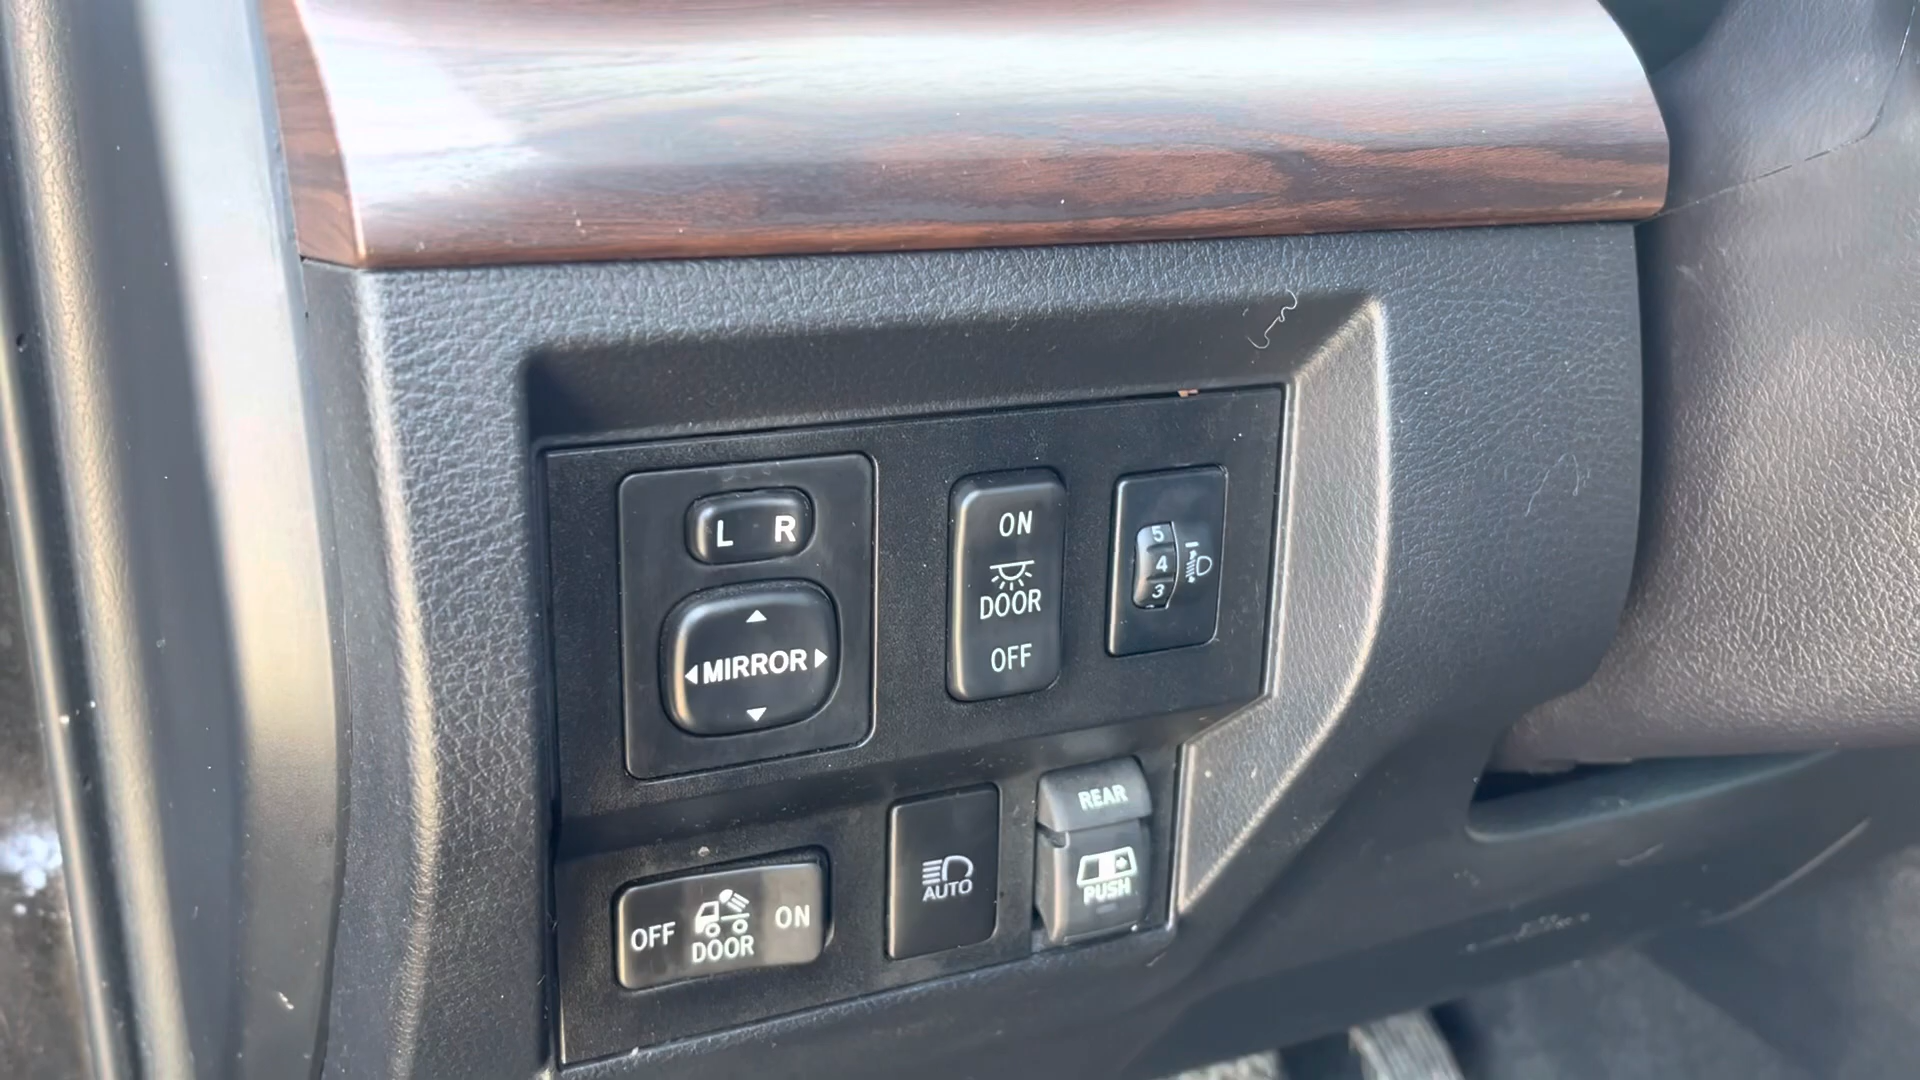 L R
MIRROR
ON
DOOR
OFF
5
4
3
OFF DOOR ON
AUTO
REAR
PUSH